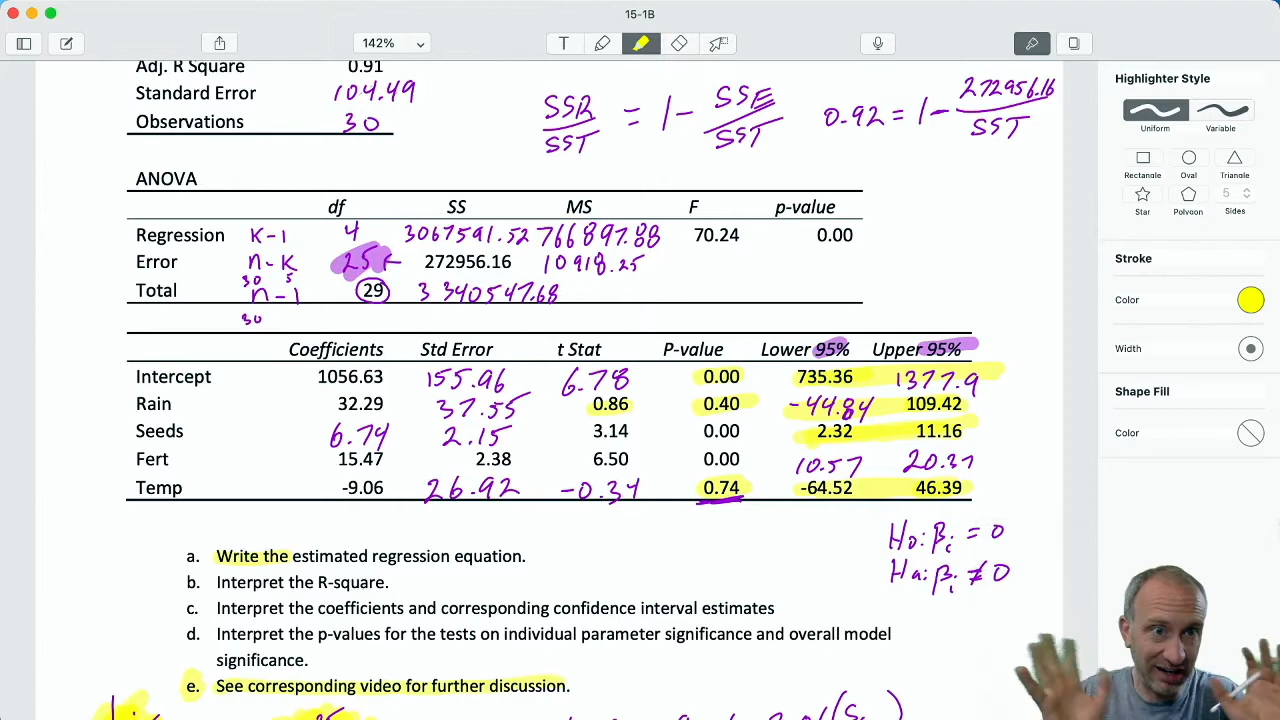 15-1B
142%
T
Highlighter Style
Uniform
Variable
Rectangle
Oval
Triangle
Star
Polygon
5
Sides
Stroke
Color
Width
Shape Fill
Color
Adj. R Square 0.91
Standard Error 104.49
Observations 30
SSR/SST = 1 - SSE/SST
0.92 = 1 - 272956.16/SST
ANOVA
df SS MS F p-value
Regression K-1 4 3067591.52 766897.88 70.24 0.00
Error n-K 25 272956.16 10918.25
30 5
Total n-1 29 3340547.68
30
Coefficients Std Error t Stat P-value Lower 95% Upper 95%
Intercept 1056.63 155.96 6.78 0.00 735.36 1377.9
Rain 32.29 37.55 0.86 0.40 -44.84 109.42
Seeds 6.74 2.15 3.14 0.00 2.32 11.16
Fert 15.47 2.38 6.50 0.00 10.57 20.37
Temp -9.06 26.92 -0.34 0.74 -64.52 46.39
Ho: βi = 0
Ha: βi ≠ 0
a. Write the estimated regression equation.
b. Interpret the R-square.
c. Interpret the coefficients and corresponding confidence interval estimates
d. Interpret the p-values for the tests on individual parameter significance and overall model
significance.
e. See corresponding video for further discussion.